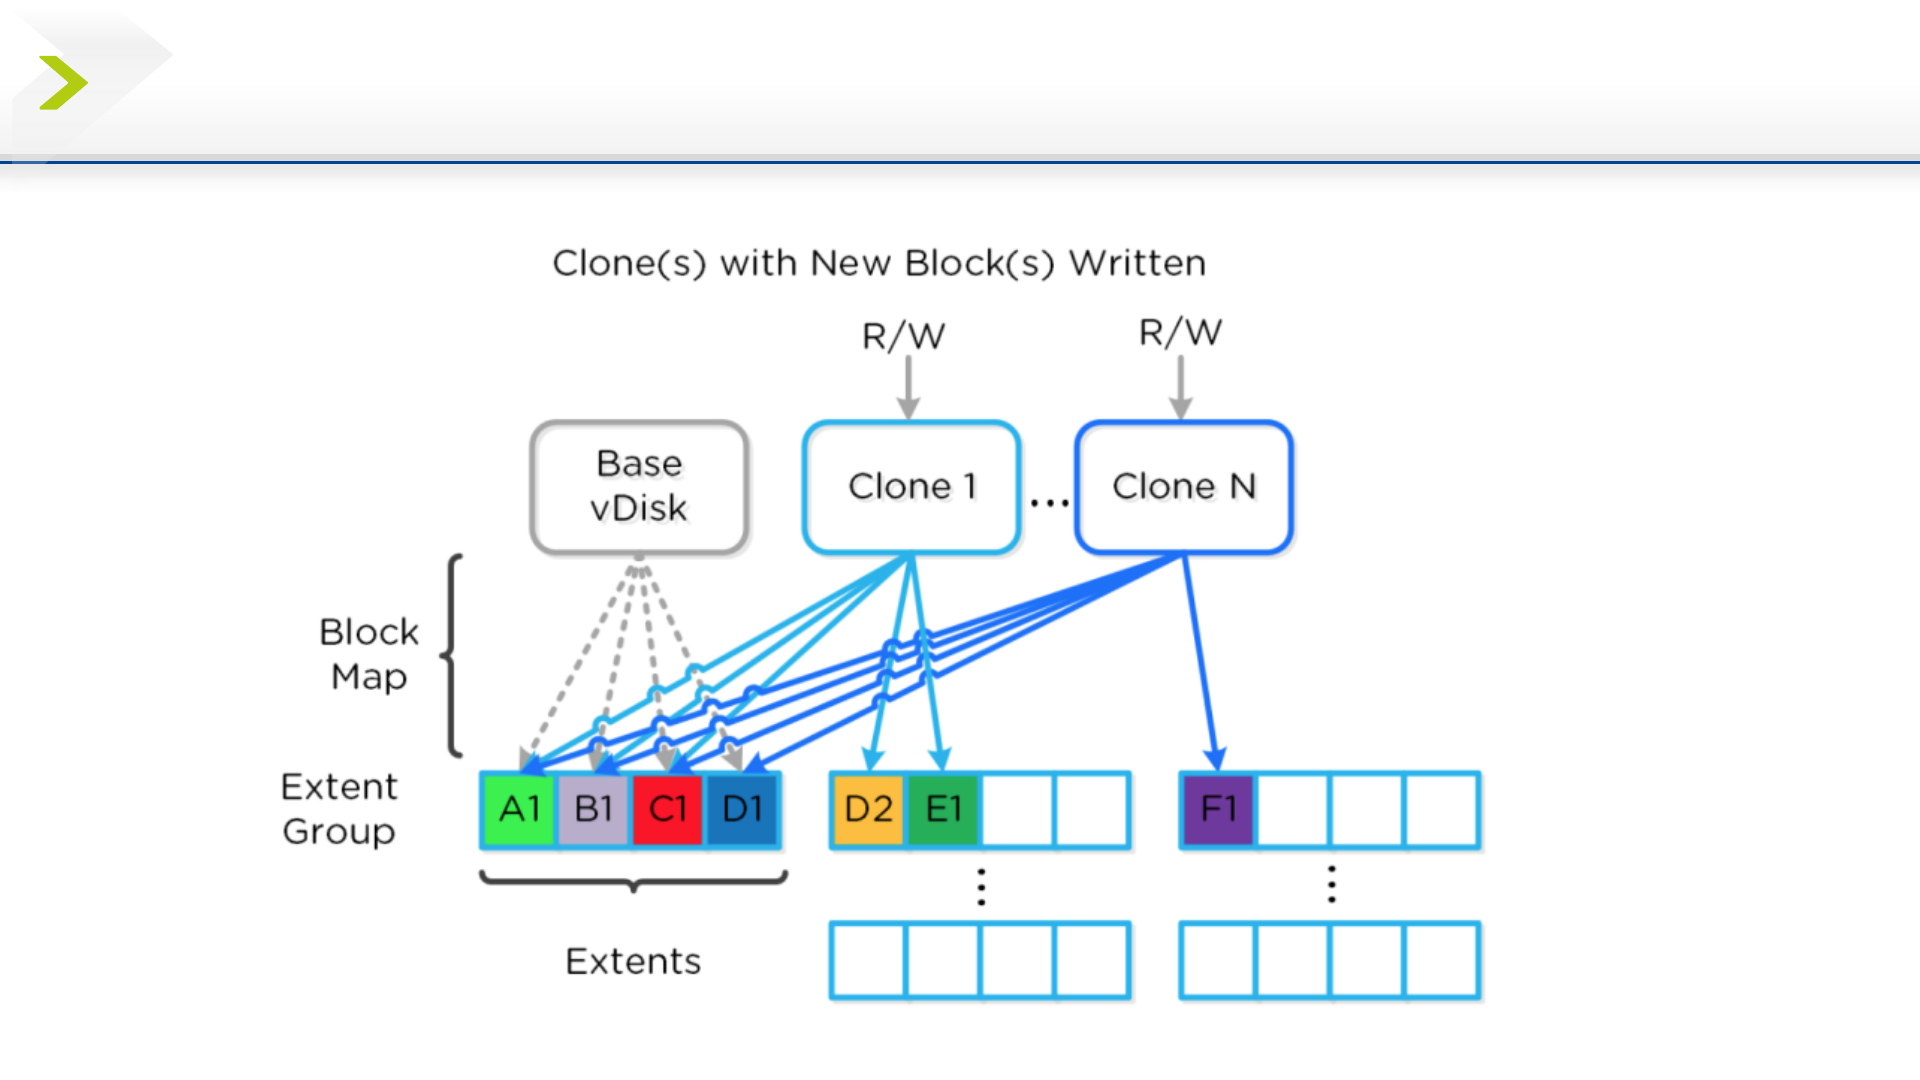 Clone(s) with New Block(s) Written
R/W
R/W
Base
vDisk
Clone 1
...
Clone N
Block
Map
Extent
Group
A1
B1
C1
D1
D2
E1
F1
Extents